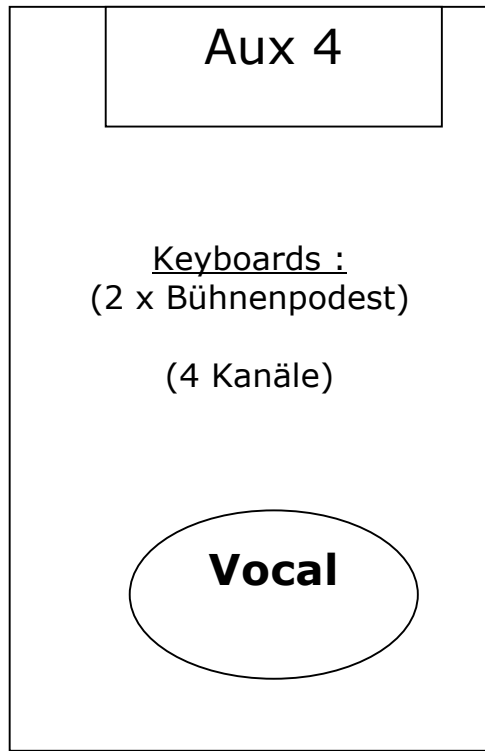 Aux 4
Keyboards :
(2 x Bühnenpodest)
(4 Kanäle)
Vocal